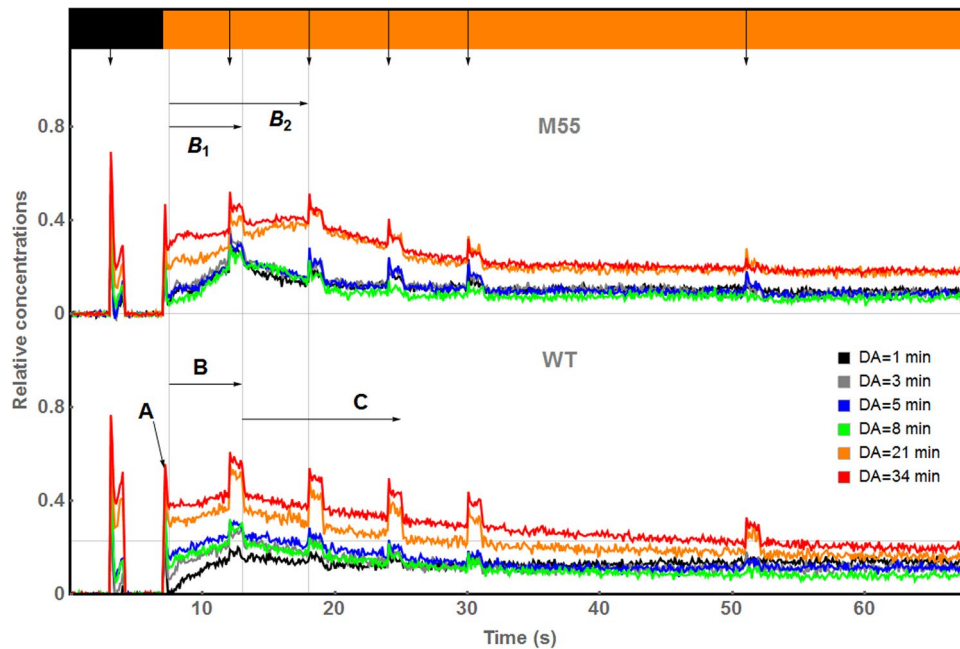 B₂
M55
0.8
B₁
0.4
0
Relative concentrations
WT
B
DA=1 min
0.8
A
C
DA=3 min
DA=5 min
DA=8 min
0.4
DA=21 min
DA=34 min
0
10 20 30 40 50 60
Time (s)